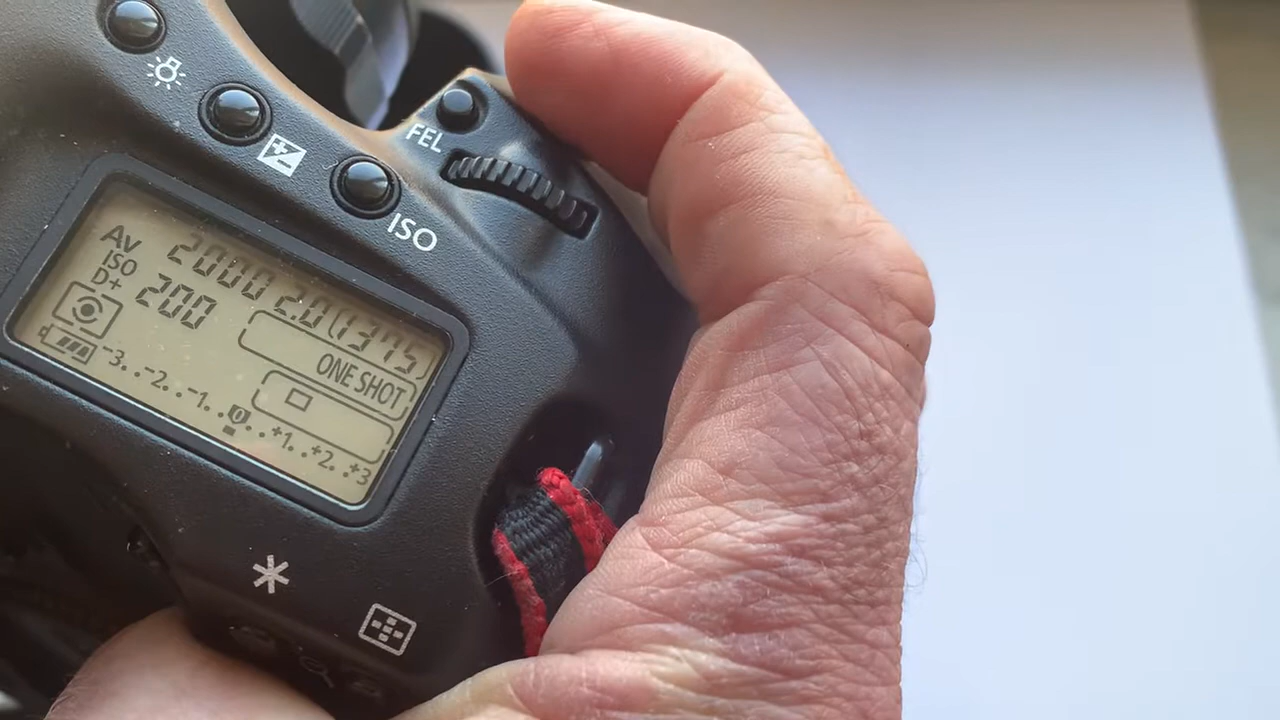 FEL
ISO
Av 2000 2.0 (1375)
ISO 200
D+
ONE SHOT
-3..-2..-1..0..+1..+2..+3